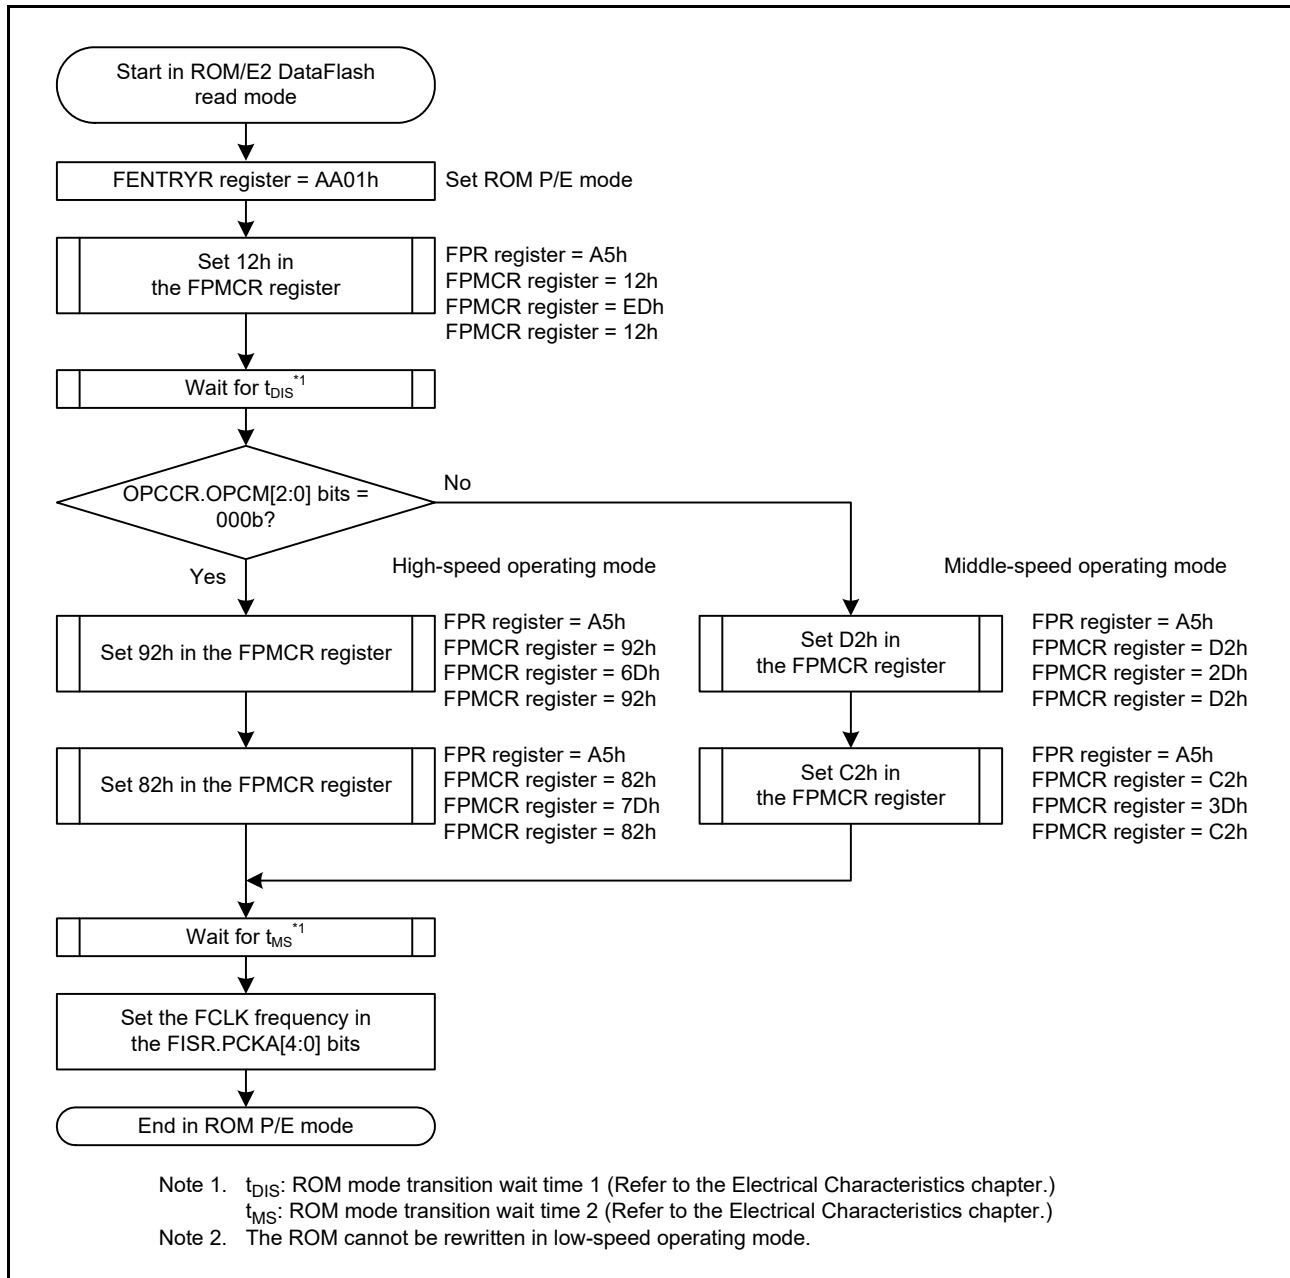 Start in ROM/E2 DataFlash
read mode
FENTRYR register = AA01h
Set ROM P/E mode
Set 12h in
the FPMCR register
FPR register = A5h
FPMCR register = 12h
FPMCR register = EDh
FPMCR register = 12h
Wait for tDIS*1
OPCCR.OPCM[2:0] bits =
000b?
No
Yes
High-speed operating mode
Middle-speed operating mode
Set 92h in the FPMCR register
FPR register = A5h
FPMCR register = 92h
FPMCR register = 6Dh
FPMCR register = 92h
Set D2h in
the FPMCR register
FPR register = A5h
FPMCR register = D2h
FPMCR register = 2Dh
FPMCR register = D2h
Set 82h in the FPMCR register
FPR register = A5h
FPMCR register = 82h
FPMCR register = 7Dh
FPMCR register = 82h
Set C2h in
the FPMCR register
FPR register = A5h
FPMCR register = C2h
FPMCR register = 3Dh
FPMCR register = C2h
Wait for tMS*1
Set the FCLK frequency in
the FISR.PCKA[4:0] bits
End in ROM P/E mode
Note 1. tDIS: ROM mode transition wait time 1 (Refer to the Electrical Characteristics chapter.)
tMS: ROM mode transition wait time 2 (Refer to the Electrical Characteristics chapter.)
Note 2. The ROM cannot be rewritten in low-speed operating mode.